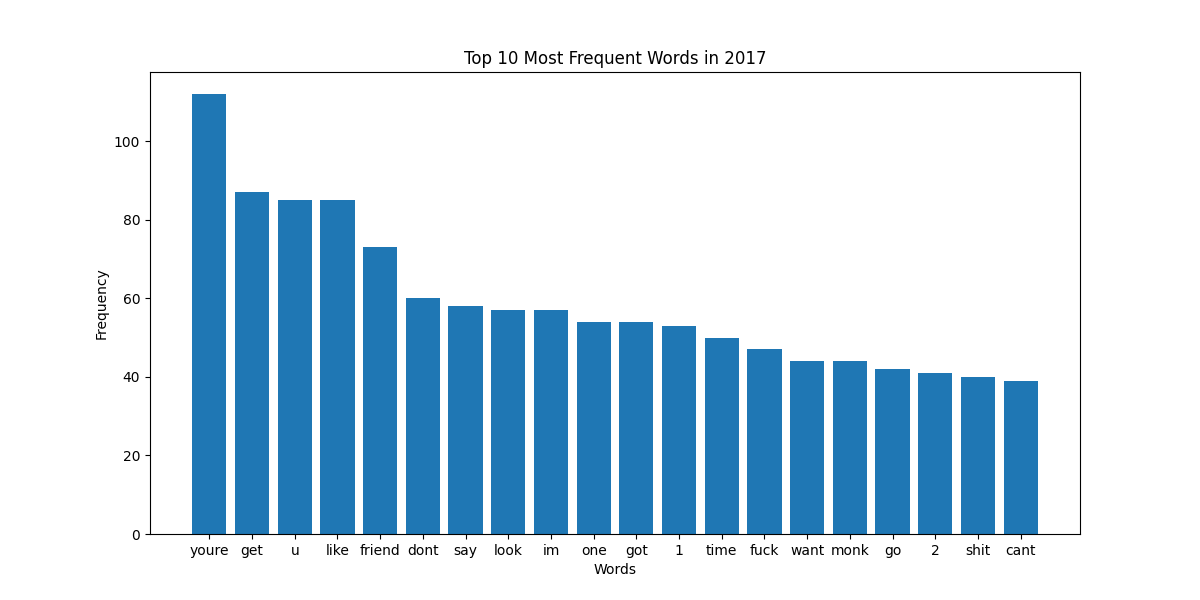 Top 10 Most Frequent Words in 2017
Frequency
100
80
60
40
20
0
youre get u like friend dont say look im one got 1 time fuck want monk go 2 shit cant
Words